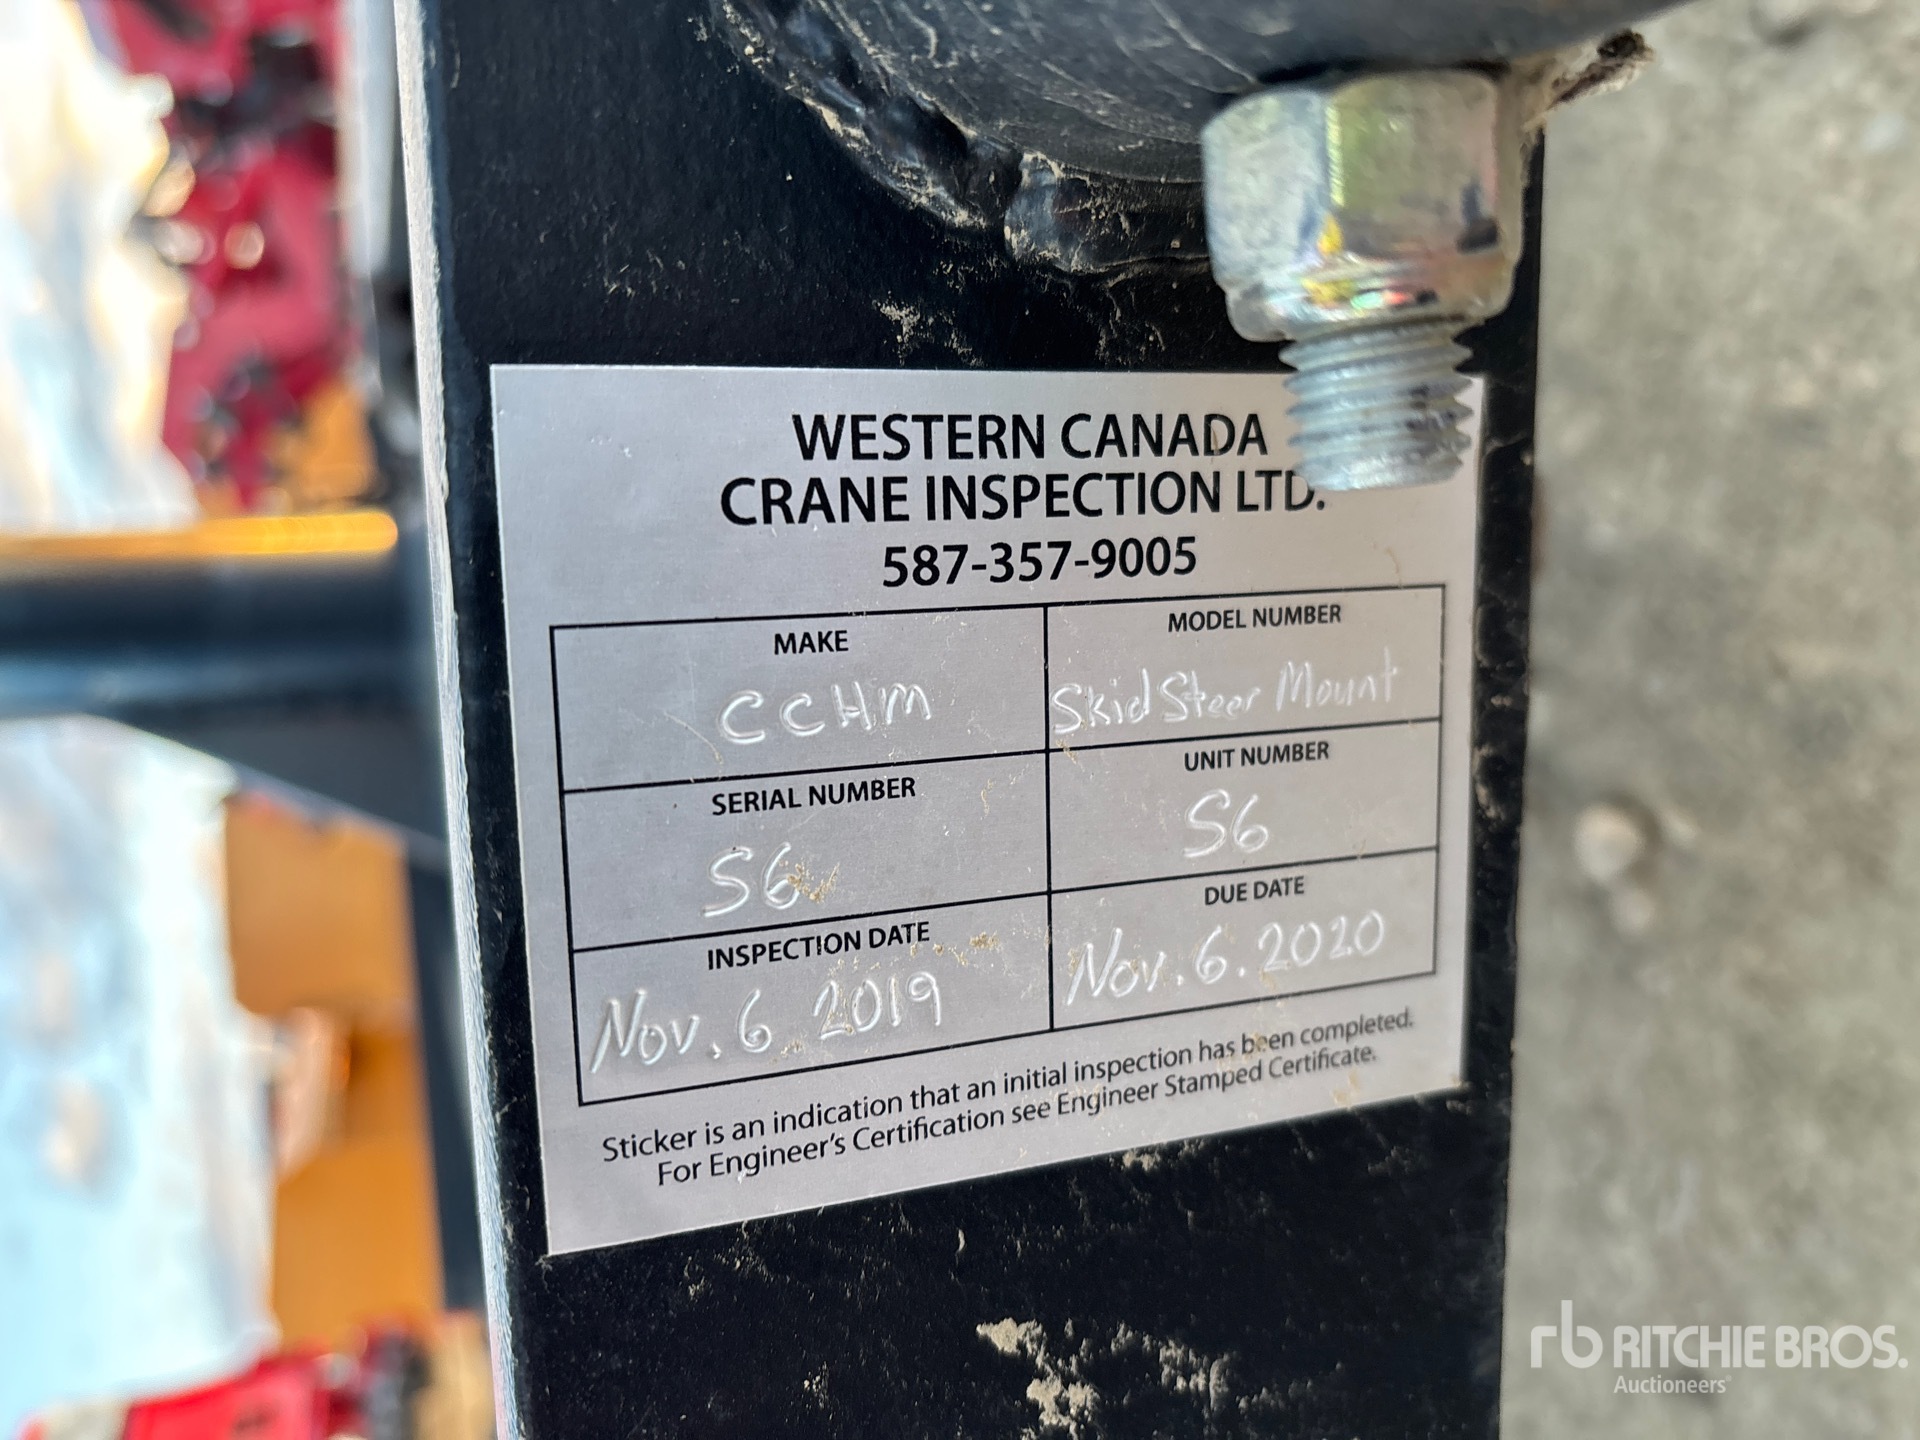 WESTERN CANADA
CRANE INSPECTION LTD.
587-357-9005
MAKE
CCHM
MODEL NUMBER
Skid Steer Mount
SERIAL NUMBER
S6
UNIT NUMBER
S6
INSPECTION DATE
Nov. 6. 2019
DUE DATE
Nov. 6. 2020
Sticker is an indication that an initial inspection has been completed.
For Engineer's Certification see Engineer Stamped Certificate.
rb RITCHIE BROS.
Auctioneers